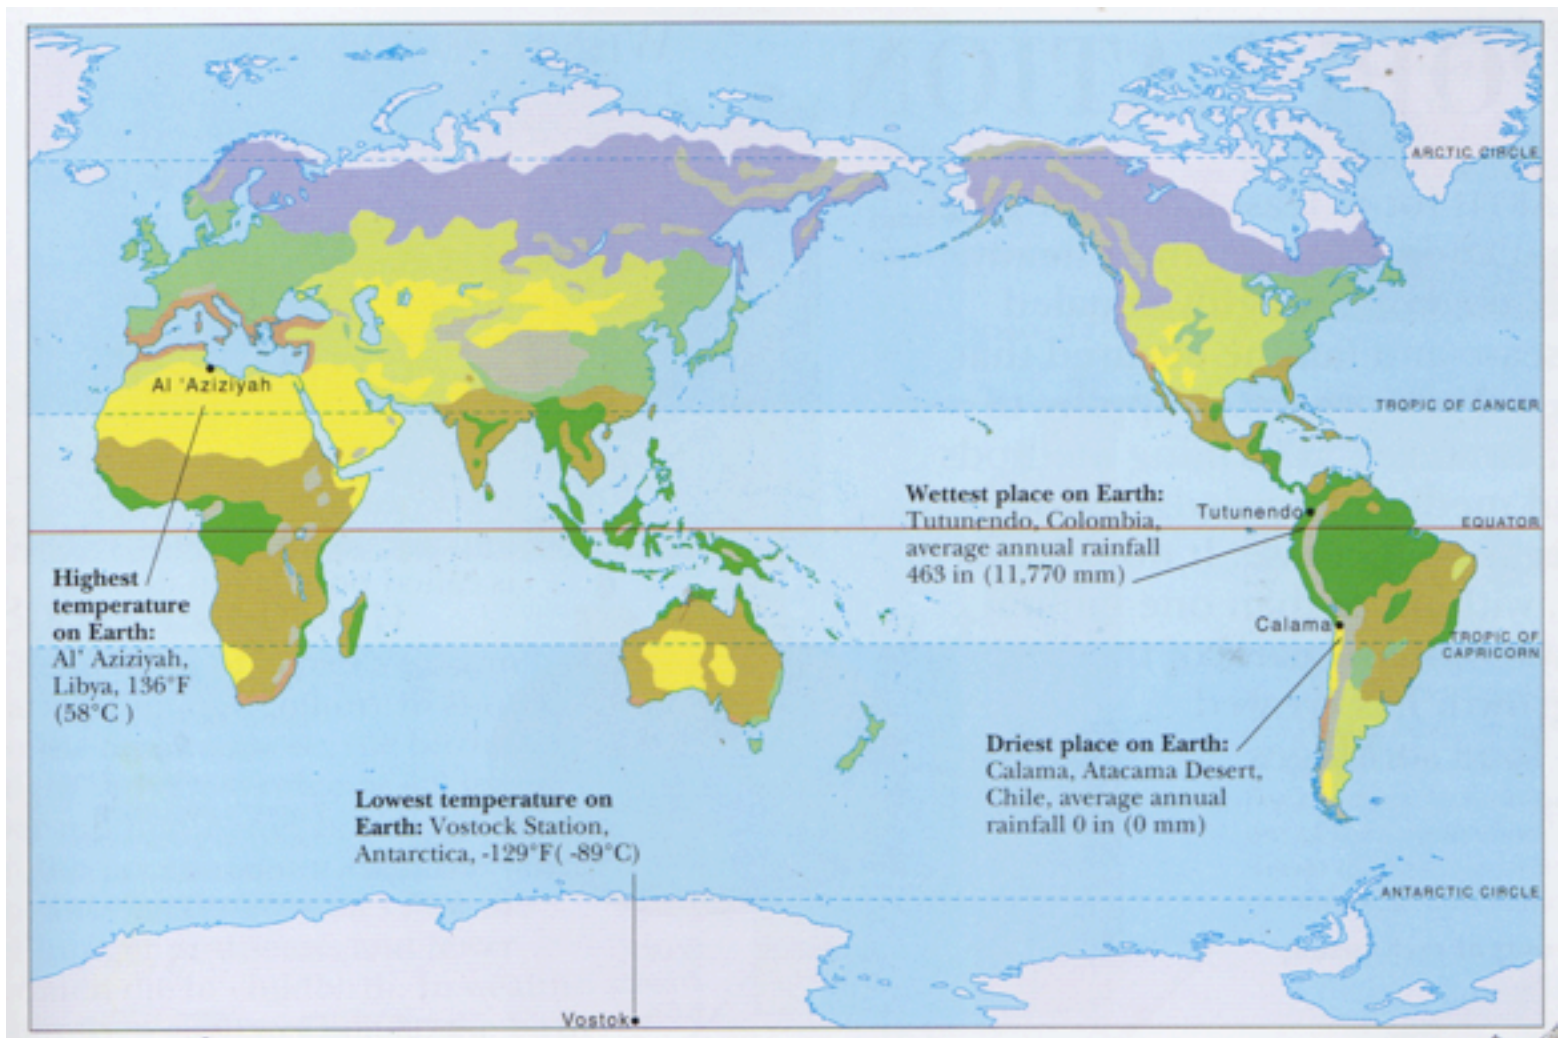 ARCTIC CIRCLE
Al 'Aziziyah
TROPIC OF CANCER
Wettest place on Earth:
Tutunendo, Colombia,
average annual rainfall
463 in (11,770 mm)
Tutunendo
EQUATOR
Highest
temperature
on Earth:
Al' Aziziyah,
Libya, 136°F
(58°C )
Calama
TROPIC OF
CAPRICORN
Driest place on Earth:
Calama, Atacama Desert,
Chile, average annual
rainfall 0 in (0 mm)
Lowest temperature on
Earth: Vostock Station,
Antarctica, -129°F( -89°C)
ANTARCTIC CIRCLE
Vostok